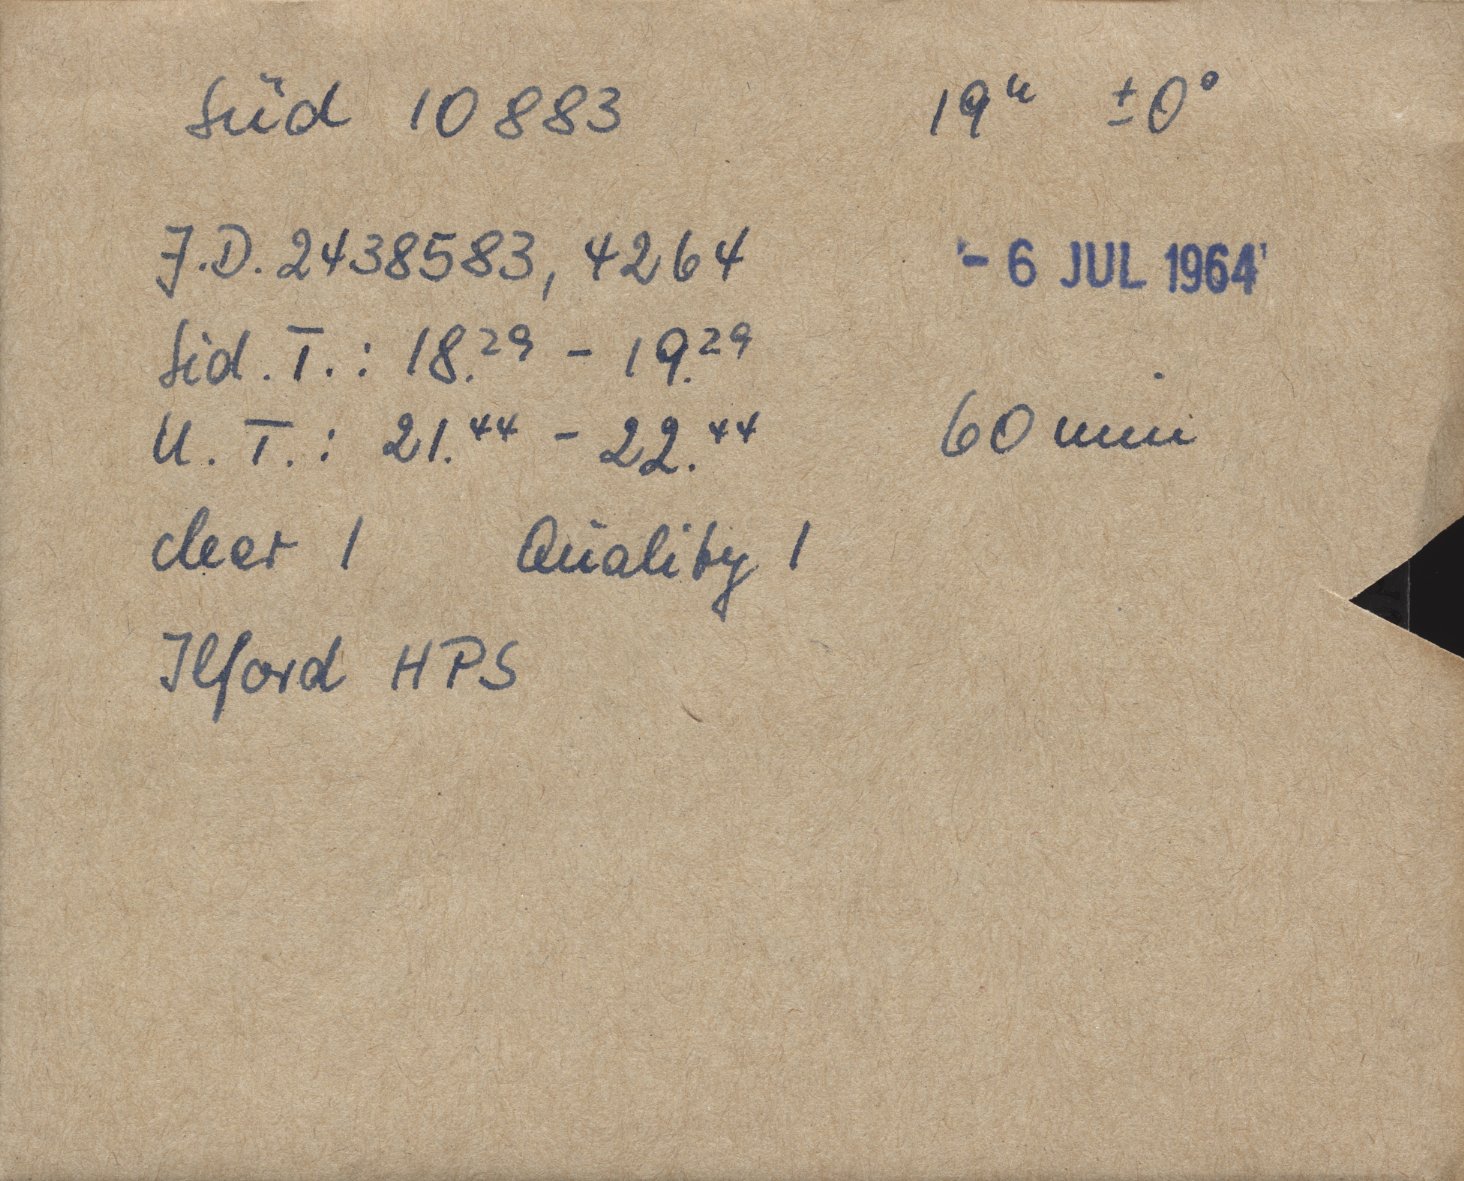 Süd 10883 19h ±0°
J.D. 2438583,4264 - 6 JUL 1964
Sid. T.: 18.29 - 19.29
U. T.: 21.44 - 22.44 60 min
clear 1 Quality 1
Ilford HPS